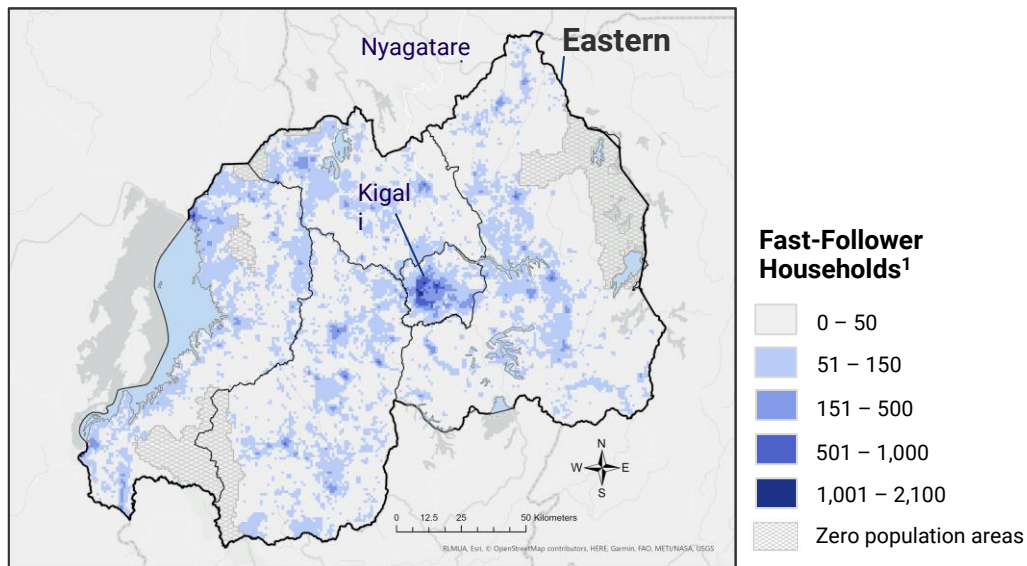 Nyagatare
Eastern
Kigal
i
Fast-Follower
Households¹
0 – 50
51 – 150
151 – 500
501 – 1,000
1,001 – 2,100
Zero population areas
N
W
E
S
0 12.5 25 50 Kilometers
RLMUA, Esri, © OpenStreetMap contributors, HERE, Garmin, FAO, METI/NASA, USGS